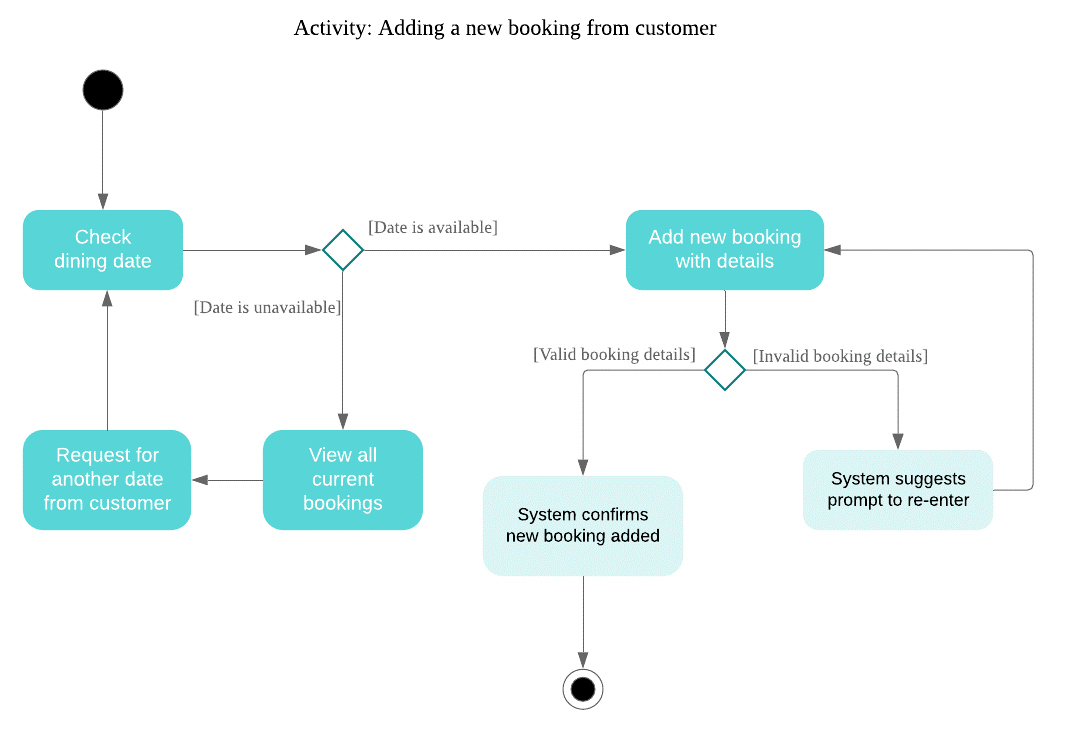 Activity: Adding a new booking from customer
Check
dining date
[Date is available]
[Date is unavailable]
Add new booking
with details
[Valid booking details]
[Invalid booking details]
Request for
another date
from customer
View all
current
bookings
System confirms
new booking added
System suggests
prompt to re-enter